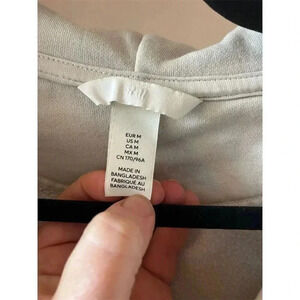 H&M
EUR M
US M
CA M
MX M
CN 170/96A
MADE IN
BANGLADESH
FABRIQUÉ AU
BANGLADESH